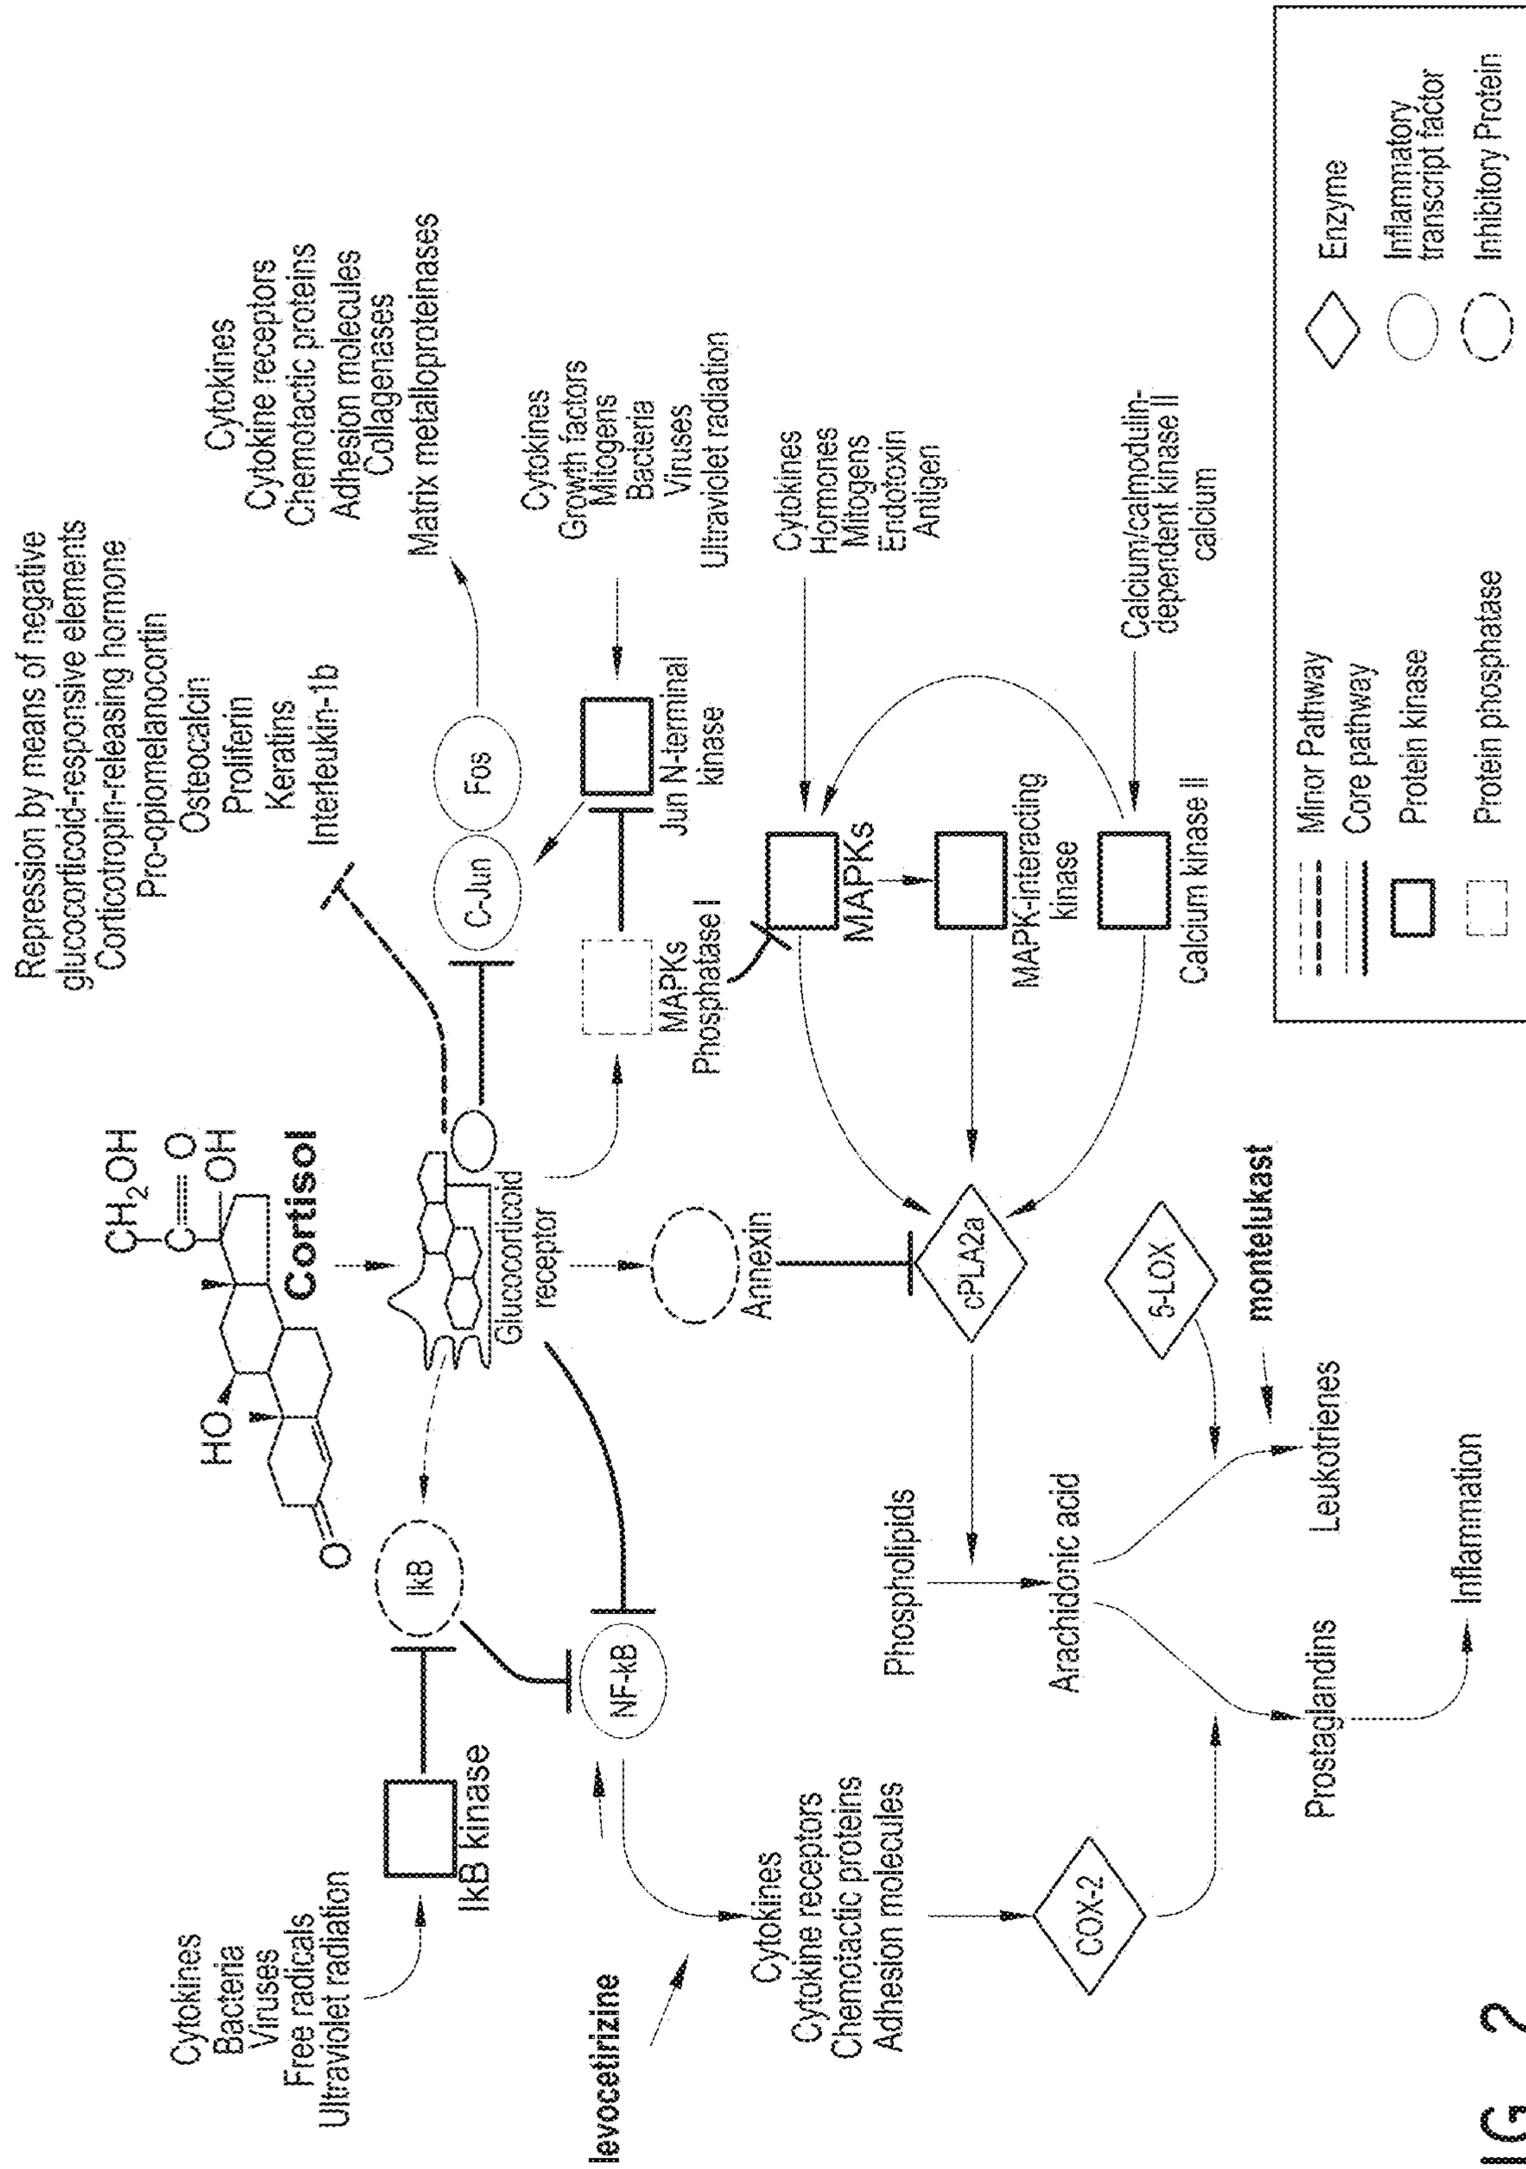 Repression by means of negative
glucocorticoid-responsive elements
Corticotropin-releasing hormone
Pro-opiomelanocortin
Osteocalcin
Proliferin
Keratins
Interleukin-1b
CH2OH
C
O
OH
HO
O
Cortisol
Cytokines
Bacteria
Viruses
Free radicals
Ultraviolet radiation
IkB kinase
IkB
Glucocorticoid
receptor
C-Jun
Fos
Cytokines
Cytokine receptors
Chemotactic proteins
Adhesion molecules
Collagenases
Matrix metalloproteinases
levocetirizine
NF-kB
Annexin
MAPKs
Phosphatase I
Jun N-terminal
kinase
Cytokines
Growth factors
Mitogens
Bacteria
Viruses
Ultraviolet radiation
Cytokines
Cytokine receptors
Chemotactic proteins
Adhesion molecules
Phospholipids
cPLA2a
MAPKs
Cytokines
Hormones
Mitogens
Endotoxin
Antigen
MAPK-interacing
kinase
COX-2
Arachidonic acid
5-LOX
Calcium kinase II
Calcium/calmodulin-
dependent kinase II
calcium
montelukast
Prostaglandins
Leukotrienes
Inflammation
Minor Pathway
Core pathway
Protein kinase
Protein phosphatase
Enzyme
Inflammatory
transcript factor
Inhibitory Protein
IG 2